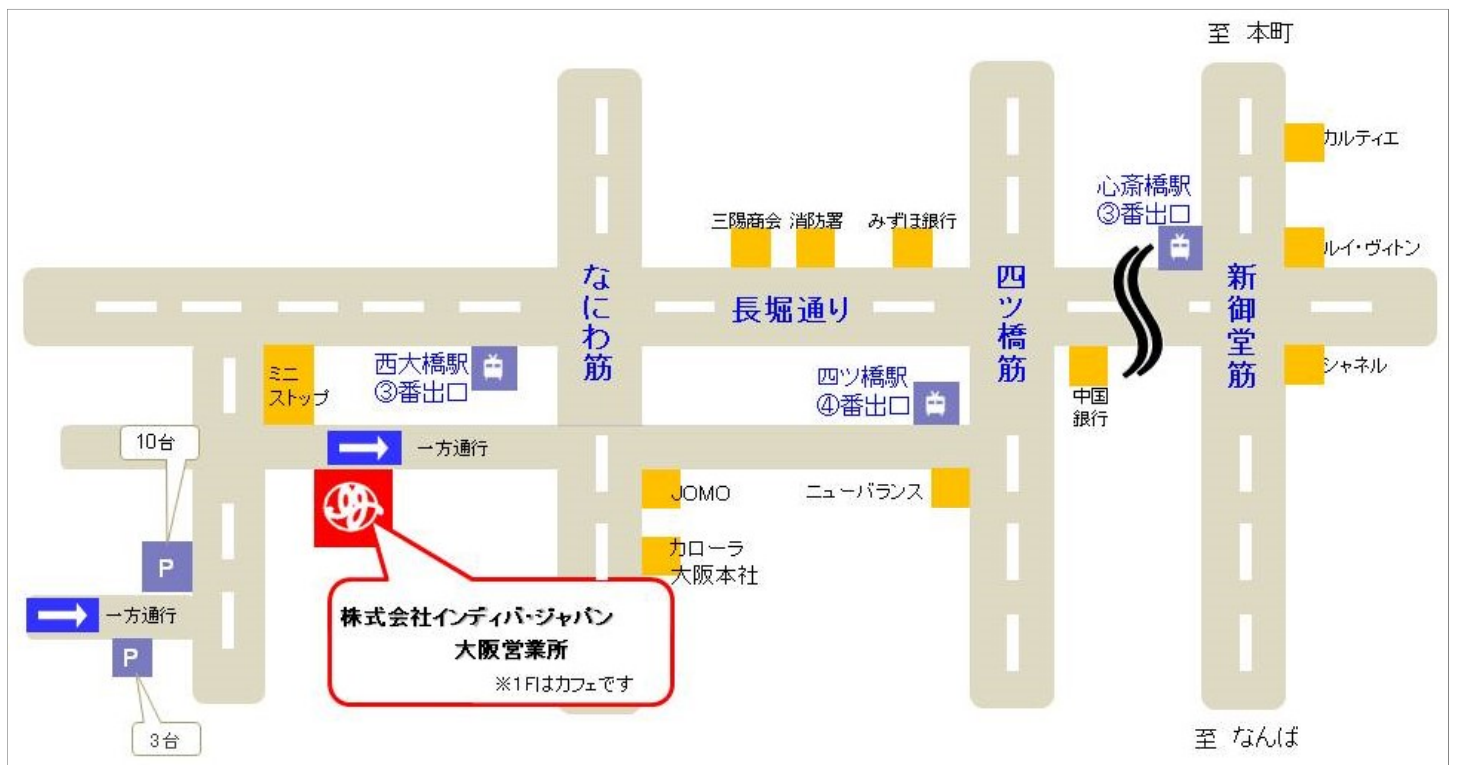 至 本町
カルティエ
心斎橋駅
③番出口
三陽商会 消防署 みずほ銀行
ルイ・ヴィトン
なにわ筋
長堀通り
四ツ橋筋
新御堂筋
ミニ
ストップ
西大橋駅
③番出口
四ツ橋駅
④番出口
中国
銀行
シャネル
10台
一方通行
JOMO
ニューバランス
カローラ
大阪本社
P
一方通行
P
3台
株式会社インディバ・ジャパン
大阪営業所
※1Fはカフェです
至 なんば